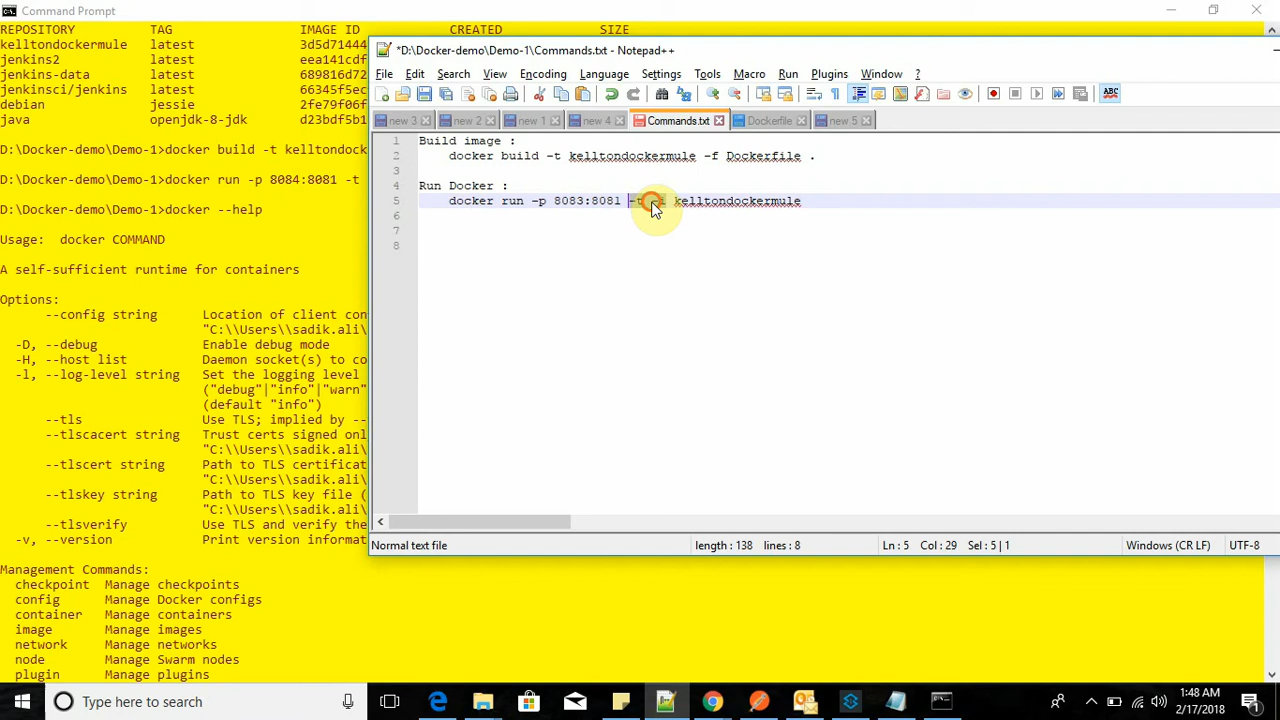 Command Prompt
REPOSITORY TAG IMAGE ID CREATED SIZE
kelltondockermule latest 3d5d71444
jenkins2 latest eea141cdf
jenkins-data latest 689816d72
jenkinsci/jenkins latest 66345f5ec
debian jessie 2fe79f06f
java openjdk-8-jdk d23bdf5b1
D:\Docker-demo\Demo-1>docker build -t kelltondock
D:\Docker-demo\Demo-1>docker run -p 8084:8081 -t
D:\Docker-demo\Demo-1>docker --help
Usage: docker COMMAND
A self-sufficient runtime for containers
Options:
--config string Location of client con
"C:\\Users\\sadik.ali\
-D, --debug Enable debug mode
-H, --host list Daemon socket(s) to co
-l, --log-level string Set the logging level
("debug"|"info"|"warn"
(default "info")
--tls Use TLS; implied by --
--tlscacert string Trust certs signed onl
"C:\\Users\\sadik.ali\
--tlscert string Path to TLS certificat
"C:\\Users\\sadik.ali\
--tlskey string Path to TLS key file (
"C:\\Users\\sadik.ali\
--tlsverify Use TLS and verify the
-v, --version Print version informat
Management Commands:
checkpoint Manage checkpoints
config Manage Docker configs
container Manage containers
image Manage images
network Manage networks
node Manage Swarm nodes
plugin Manage plugins
*D:\Docker-demo\Demo-1\Commands.txt - Notepad++
File Edit Search View Encoding Language Settings Tools Macro Run Plugins Window ?
ABC
new 3 new 2 new 1 new 4 Commands.txt Dockerfile new 5
1 Build image :
2 docker build -t kelltondockermule -f Dockerfile .
3
4 Run Docker :
5 docker run -p 8083:8081 -t -i kelltondockermule
6
7
8
Normal text file length : 138 lines : 8 Ln : 5 Col : 29 Sel : 5 | 1 Windows (CR LF) UTF-8
Type here to search
1:48 AM
2/17/2018
1